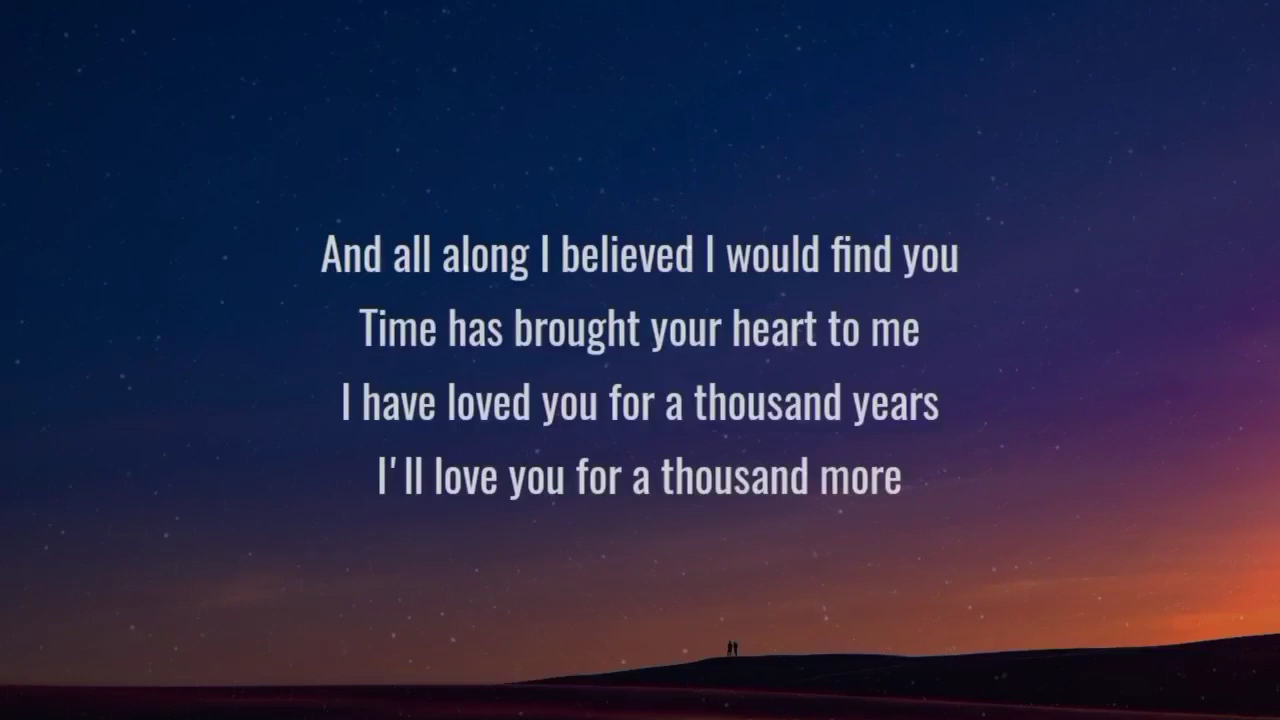 And all along I believed I would find you
Time has brought your heart to me
I have loved you for a thousand years
I'll love you for a thousand more